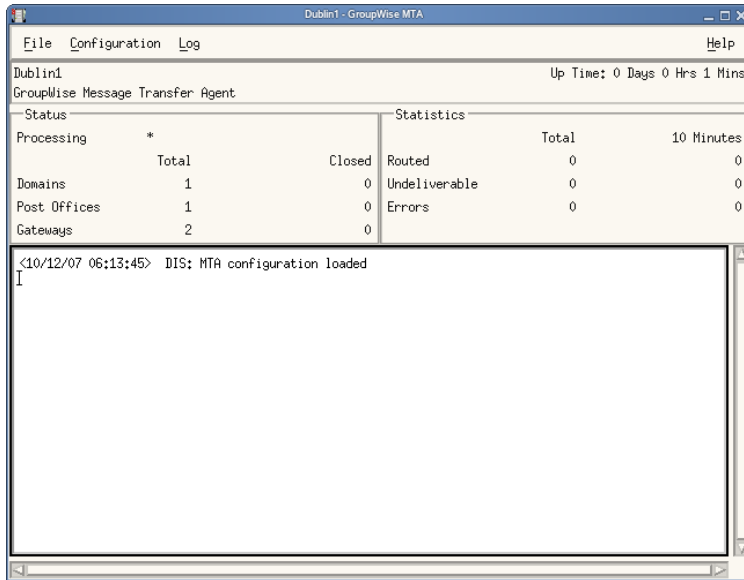 Dublin1 - GroupWise MTA
File Configuration Log Help
Dublin1 Up Time: 0 Days 0 Hrs 1 Mins
GroupWise Message Transfer Agent
Status Statistics
Processing * Total 10 Minutes
Total Closed Routed 0 0
Domains 1 0 Undeliverable 0 0
Post Offices 1 0 Errors 0 0
Gateways 2 0
<10/12/07 06:13:45> DIS: MTA configuration loaded